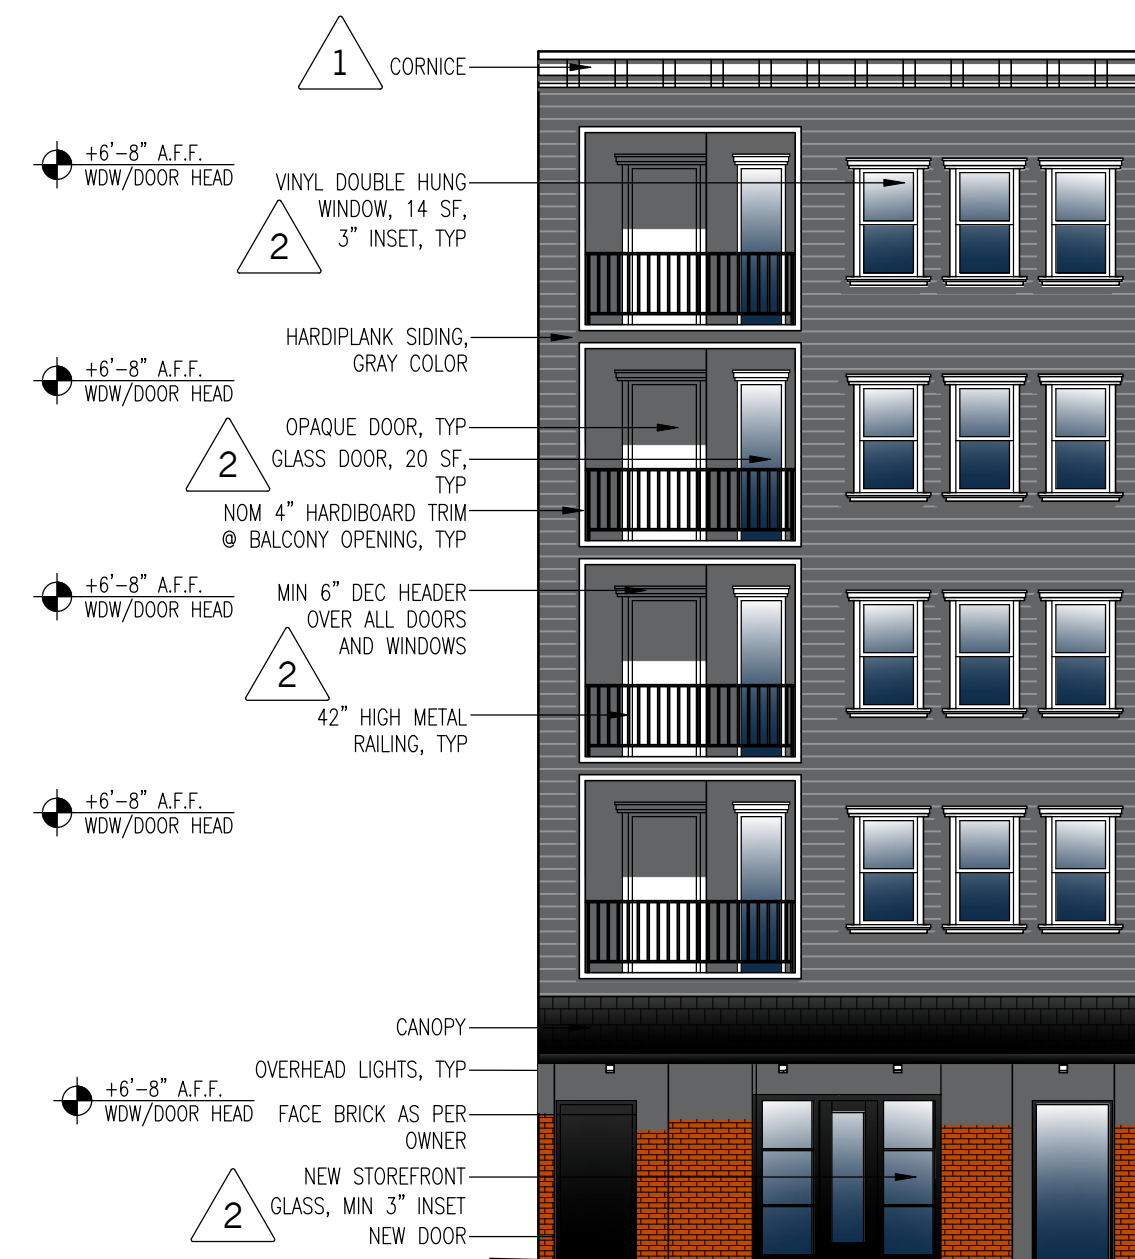 1
CORNICE
+6'-8" A.F.F.
WDW/DOOR HEAD
VINYL DOUBLE HUNG
WINDOW, 14 SF,
3" INSET, TYP
2
HARDIPLANK SIDING,
GRAY COLOR
+6'-8" A.F.F.
WDW/DOOR HEAD
OPAQUE DOOR, TYP
2
GLASS DOOR, 20 SF,
TYP
NOM 4" HARDIBOARD TRIM
@ BALCONY OPENING, TYP
+6'-8" A.F.F.
WDW/DOOR HEAD
MIN 6" DEC HEADER
OVER ALL DOORS
AND WINDOWS
2
42" HIGH METAL
RAILING, TYP
+6'-8" A.F.F.
WDW/DOOR HEAD
CANOPY
OVERHEAD LIGHTS, TYP
+6'-8" A.F.F.
WDW/DOOR HEAD
FACE BRICK AS PER
OWNER
NEW STOREFRONT
GLASS, MIN 3" INSET
2
NEW DOOR